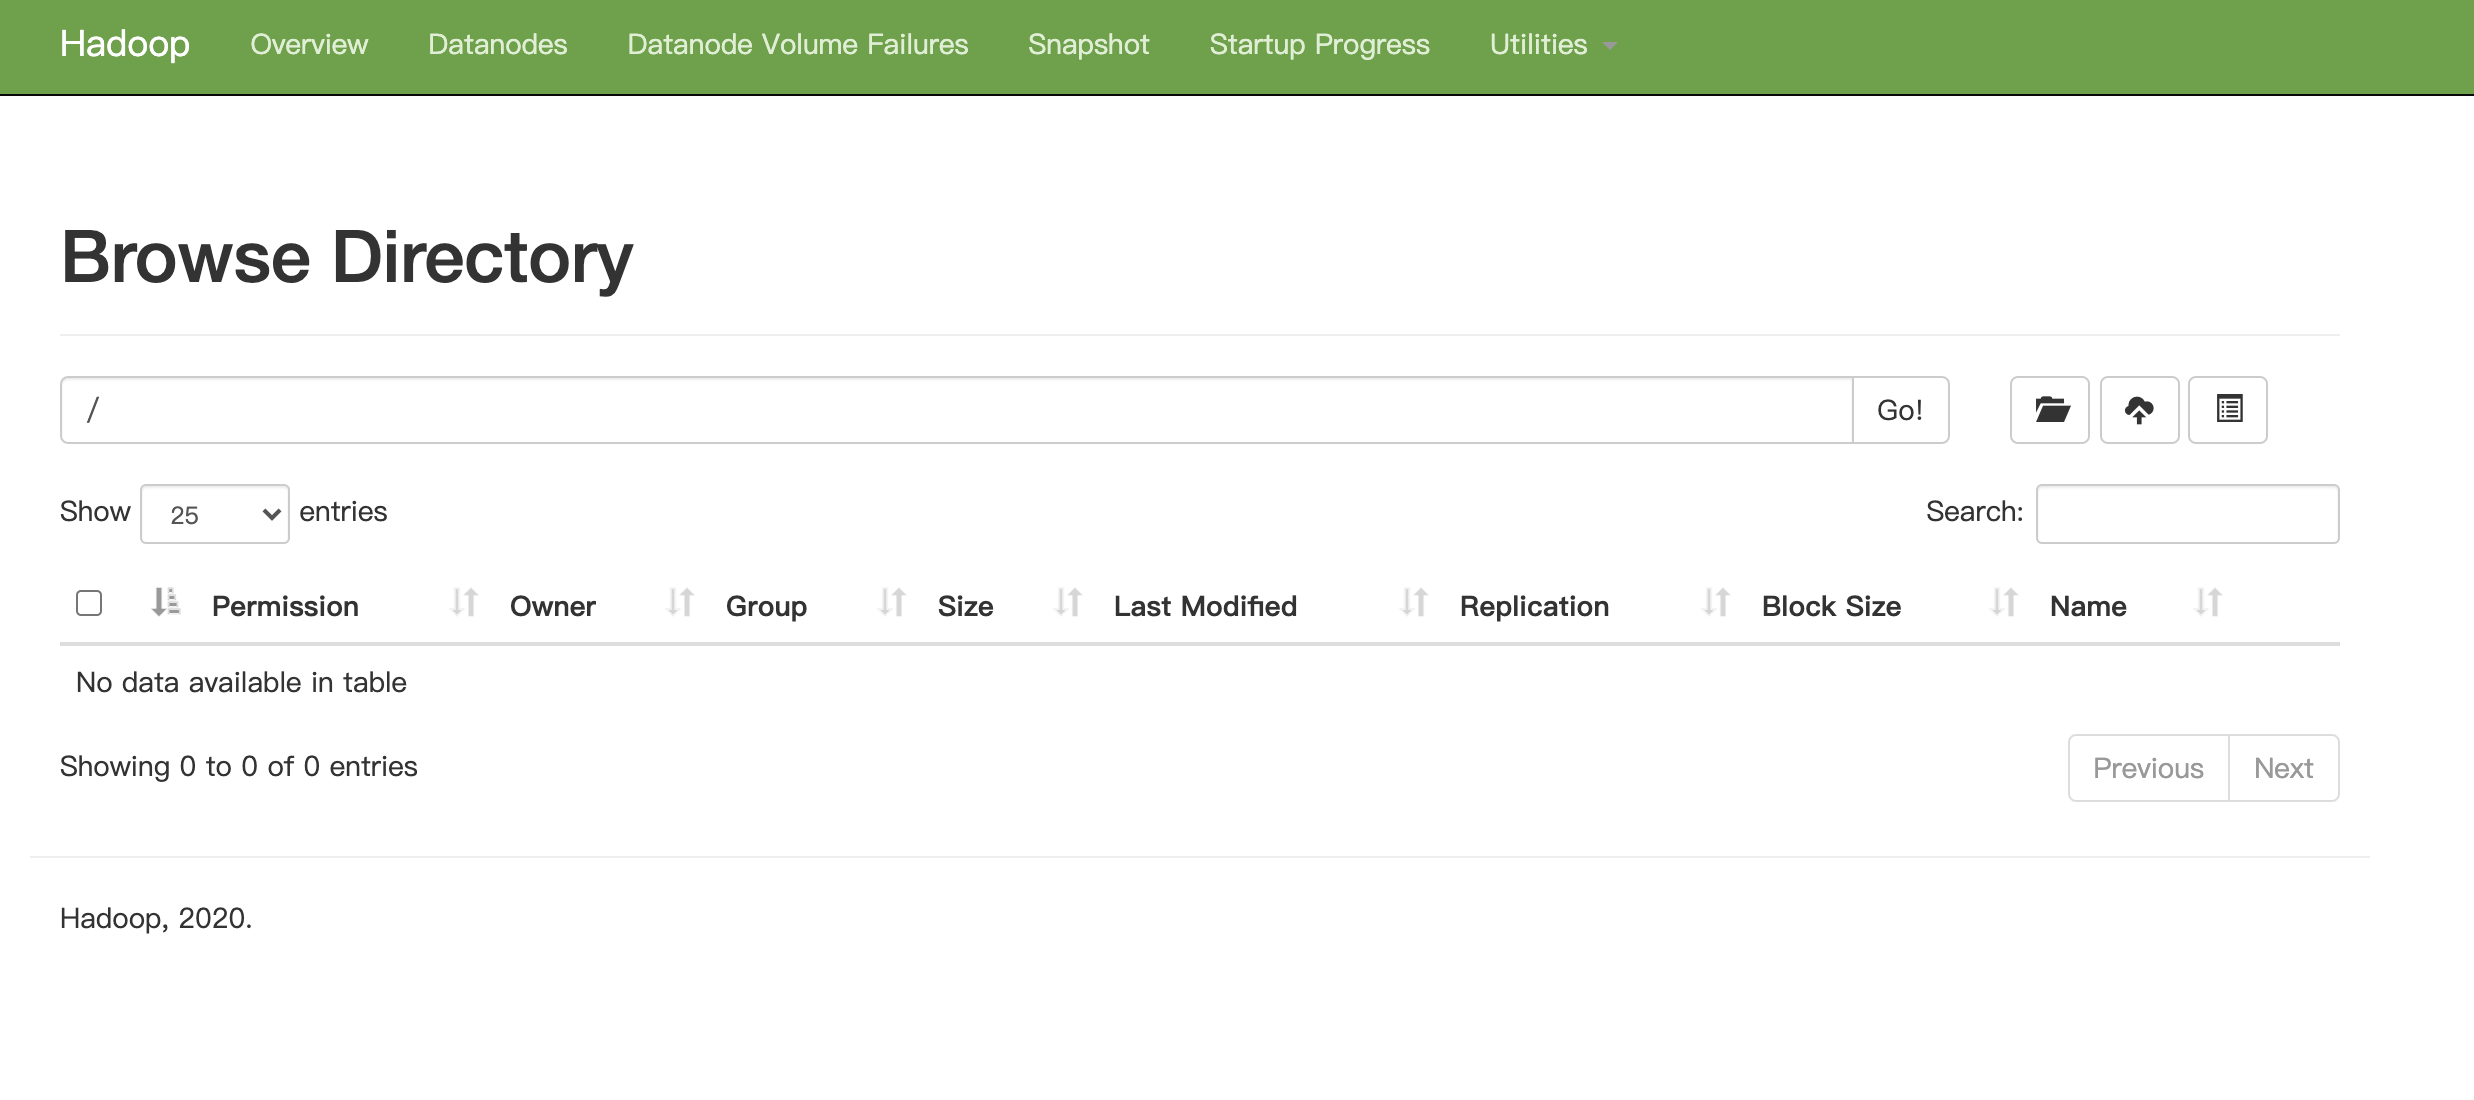 Hadoop Overview Datanodes Datanode Volume Failures Snapshot Startup Progress Utilities
Browse Directory
/ Go!
Show 25 entries Search:
Permission Owner Group Size Last Modified Replication Block Size Name
No data available in table
Showing 0 to 0 of 0 entries Previous Next
Hadoop, 2020.